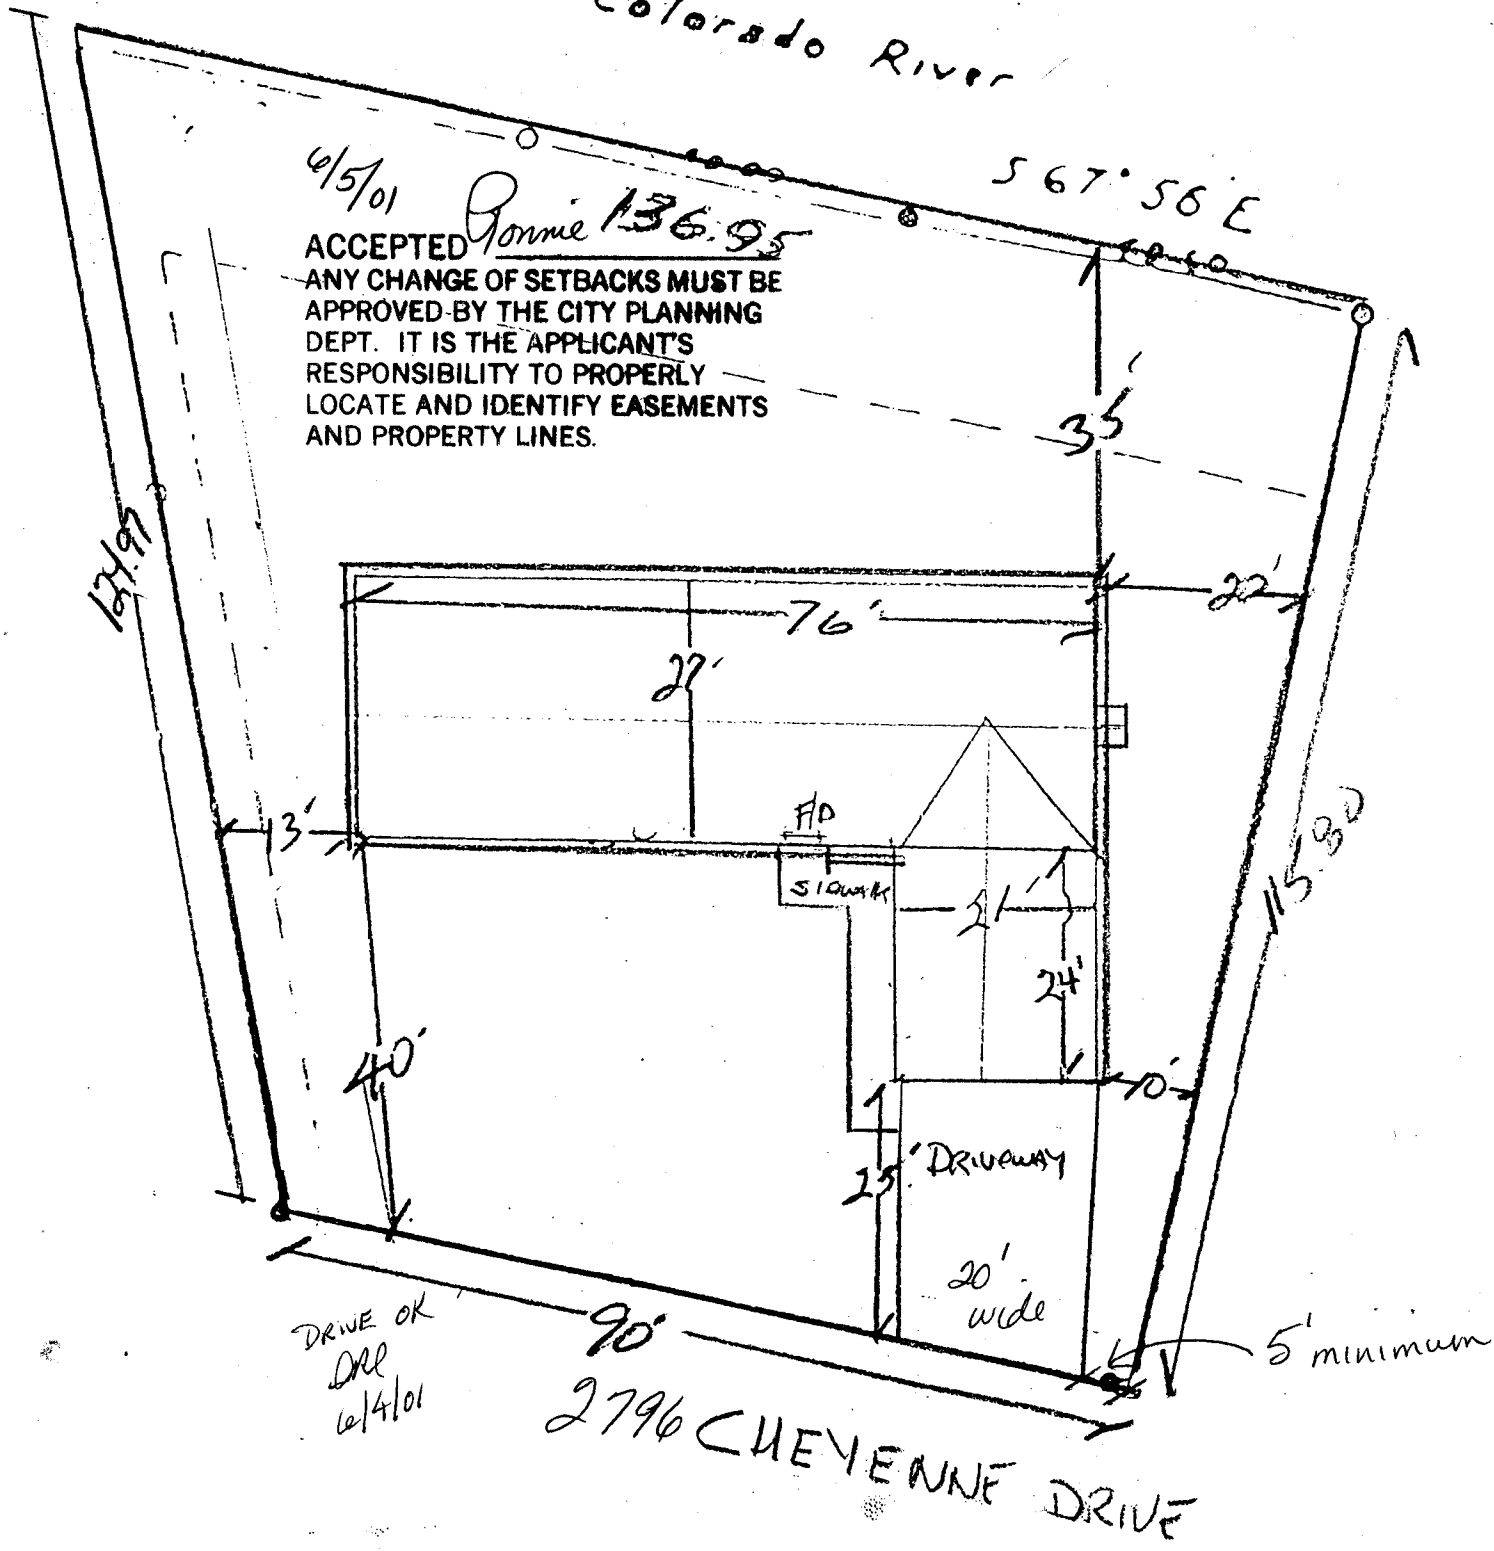 Colorado River
S 67° 56' E
6/5/01
Ronnie 136.95
ACCEPTED
ANY CHANGE OF SETBACKS MUST BE
APPROVED BY THE CITY PLANNING
DEPT. IT IS THE APPLICANT'S
RESPONSIBILITY TO PROPERLY
LOCATE AND IDENTIFY EASEMENTS
AND PROPERTY LINES.
35'
124.97
22'
76'
27'
13'
F/D
SIDWALK
21'
24'
115.80
40'
10'
25'
DRIVEWAY
20'
wide
5' minimum
90'
DRIVE OK
6/4/01
2796 CHEYENNE DRIVE